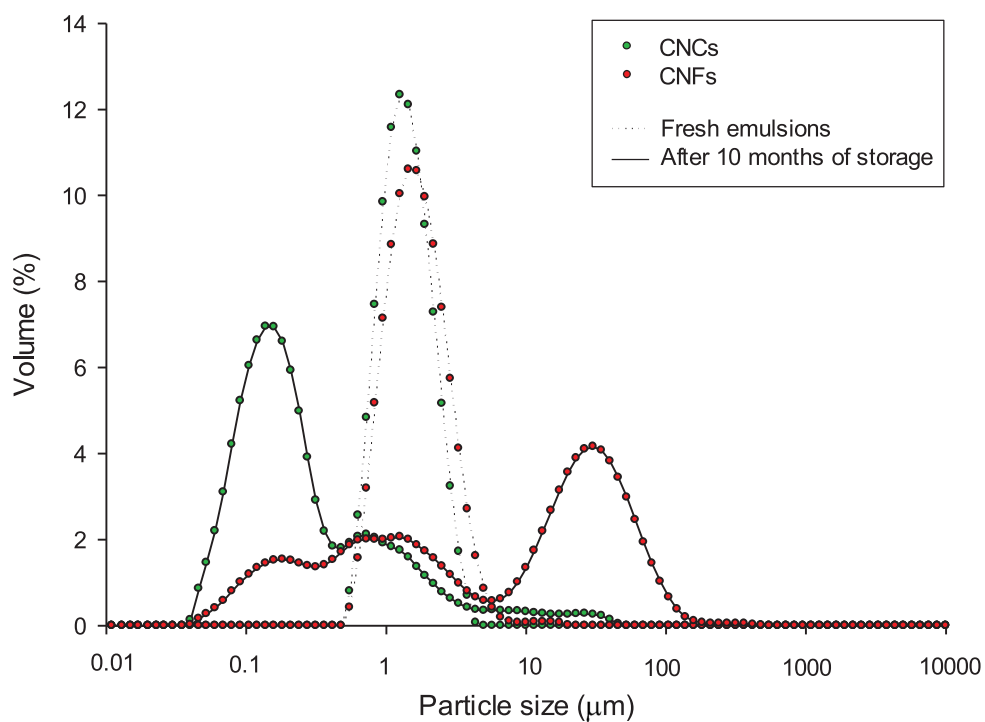 14
12
10
8
6
4
2
0
Volume (%)
CNCs
CNFs
Fresh emulsions
After 10 months of storage
0.01 0.1 1 10 100 1000 10000
Particle size (μm)